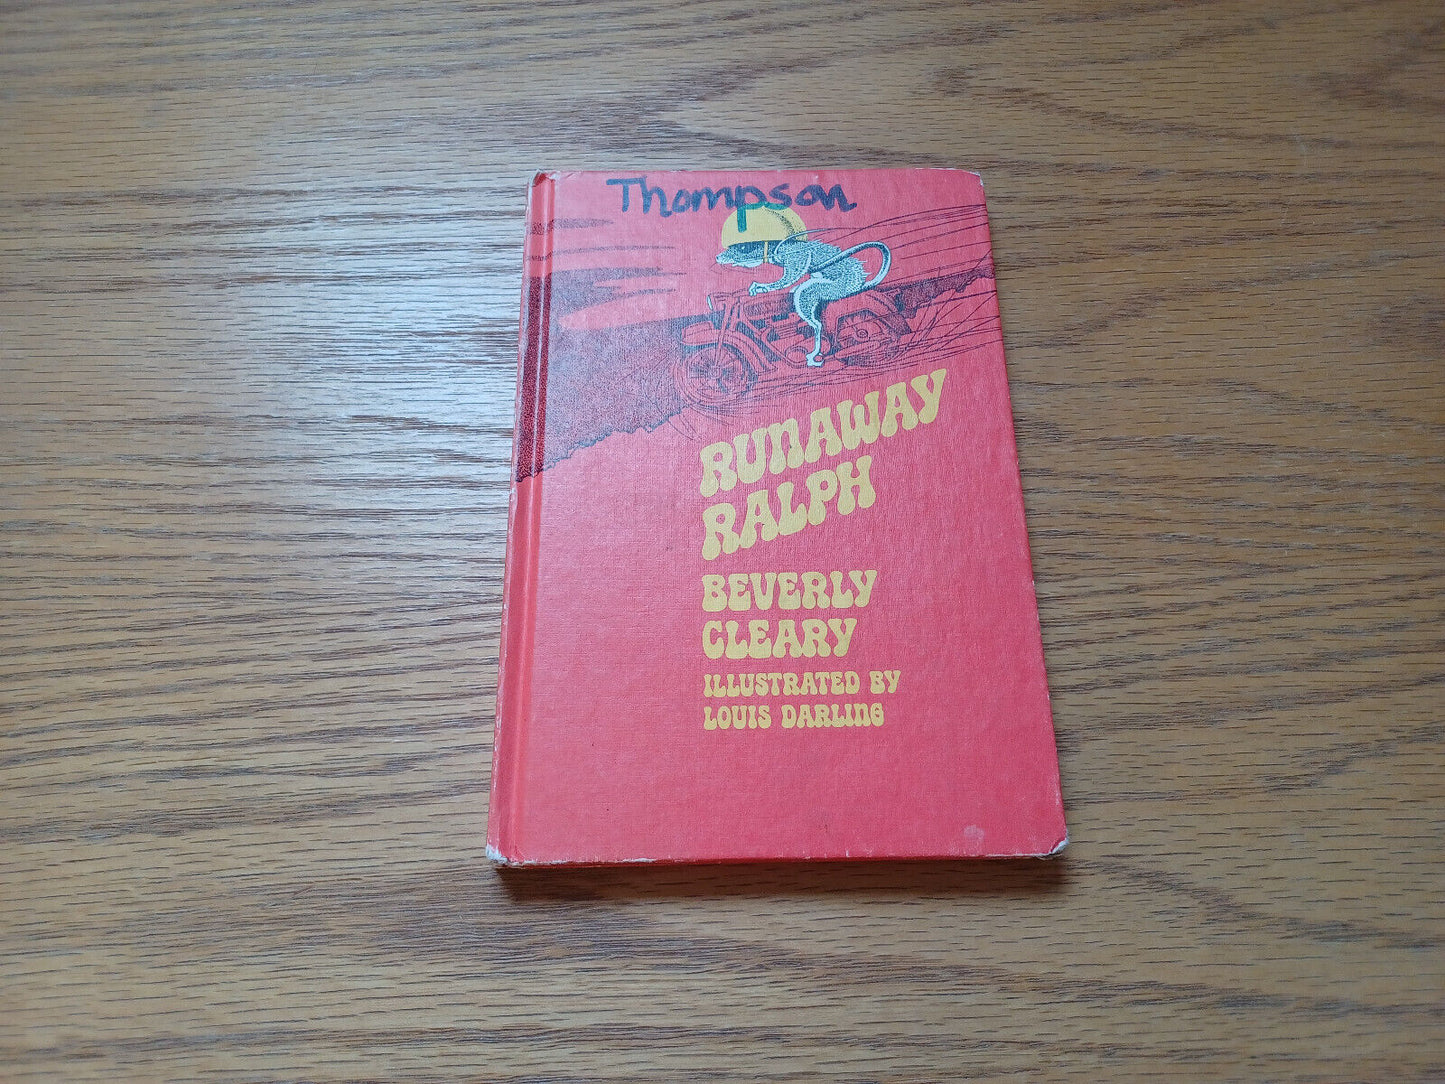 Thompson
RUNAWAY
RALPH
BEVERLY
CLEARY
ILLUSTRATED BY
LOUIS DARLING